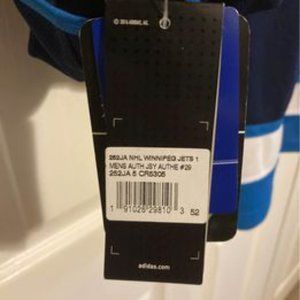 252JA NHL WINNIPEG JETS 1
MENS AUTH JSY AUTHE #29
252JA 5 CR5305
1 91028 29810 3 52
adidas.com